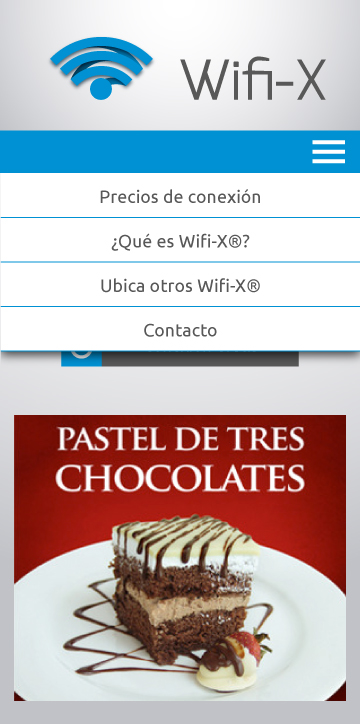 Wifi-X
Precios de conexión
¿Qué es Wifi-X®?
Ubica otros Wifi-X®
Contacto
PASTEL DE TRES
CHOCOLATES